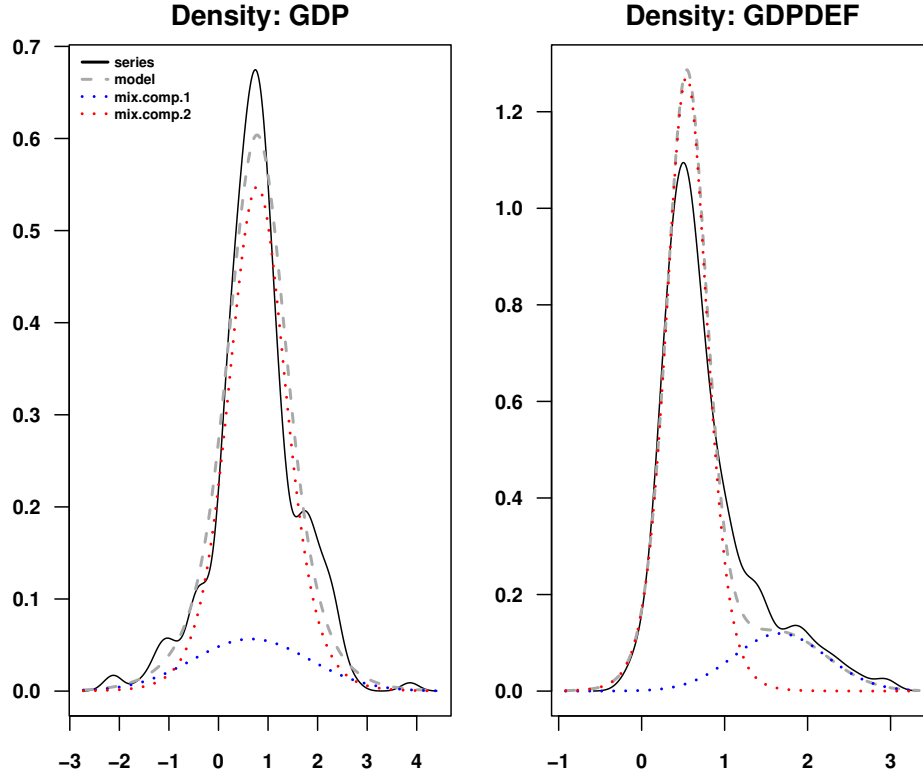 Density: GDP
0.7
0.6
0.5
0.4
0.3
0.2
0.1
0.0
series
model
mix.comp.1
mix.comp.2
−3 −2 −1 0 1 2 3 4
Density: GDPDEF
1.2
1.0
0.8
0.6
0.4
0.2
0.0
−1 0 1 2 3